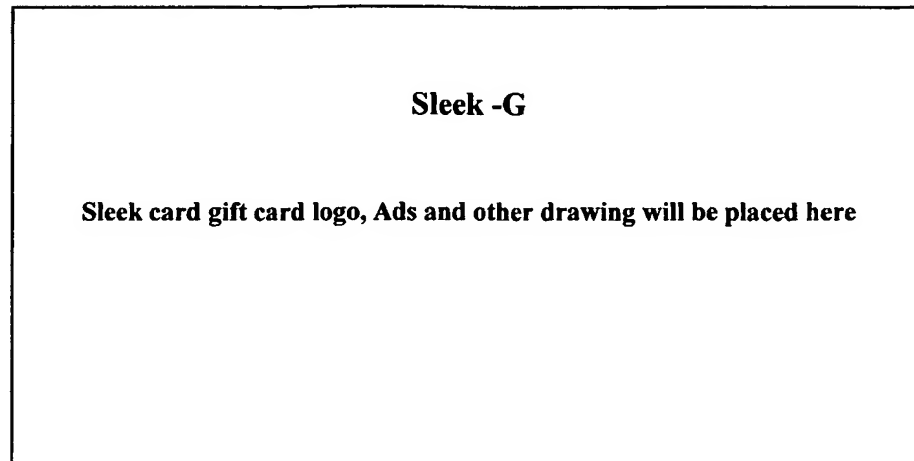 Sleek -G
Sleek card gift card logo, Ads and other drawing will be placed here